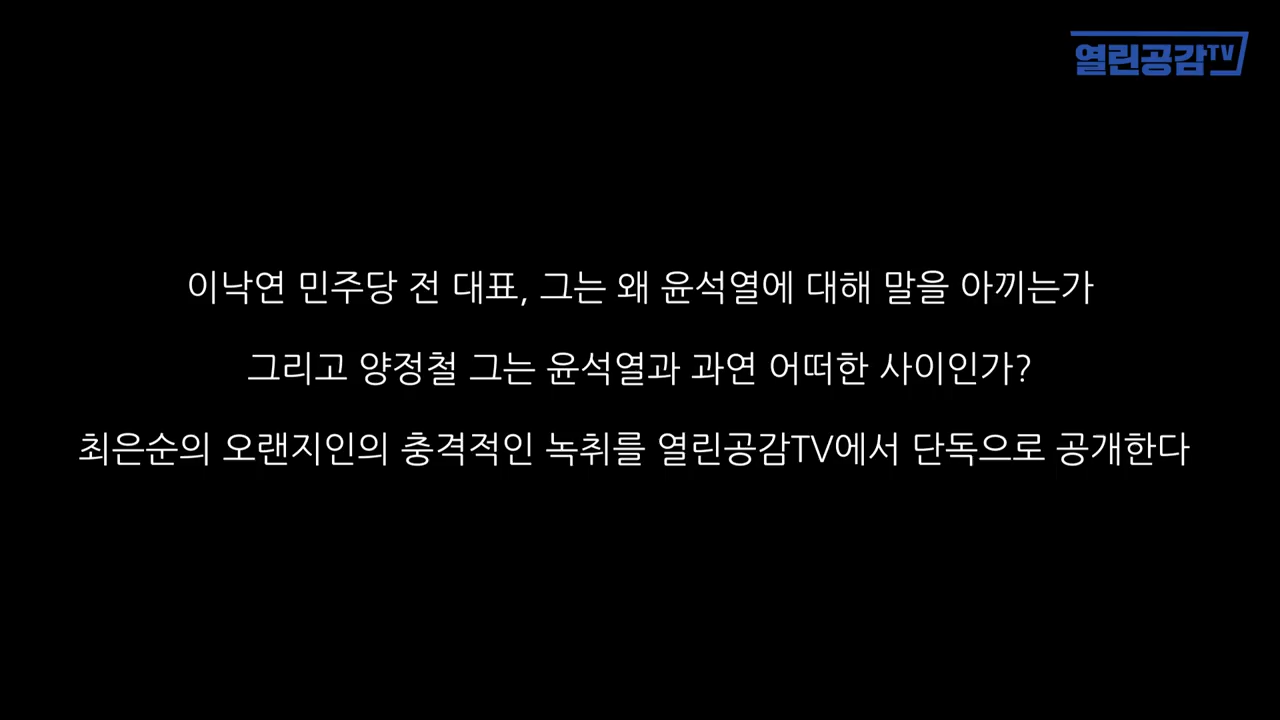 열린공감TV
이낙연 민주당 전 대표, 그는 왜 윤석열에 대해 말을 아끼는가
그리고 양정철 그는 윤석열과 과연 어떠한 사이인가?
최은순의 오랜지인의 충격적인 녹취를 열린공감TV에서 단독으로 공개한다